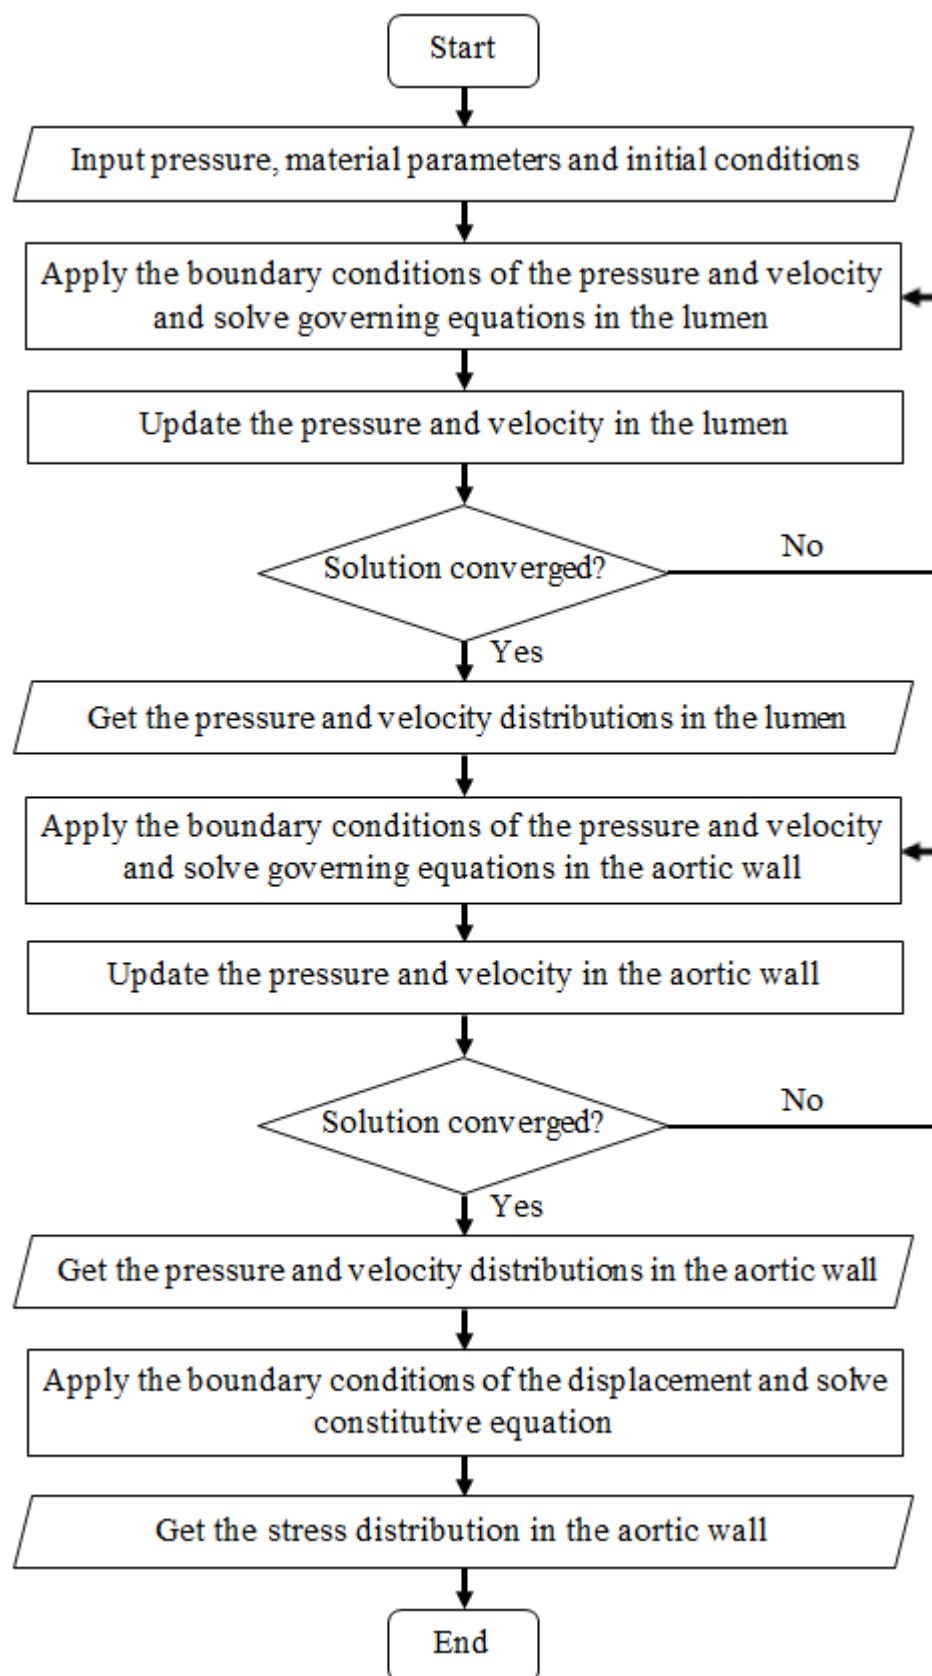 Start
Input pressure, material parameters and initial conditions
Apply the boundary conditions of the pressure and velocity
and solve governing equations in the lumen
Update the pressure and velocity in the lumen
Solution converged?
No
Yes
Get the pressure and velocity distributions in the lumen
Apply the boundary conditions of the pressure and velocity
and solve governing equations in the aortic wall
Update the pressure and velocity in the aortic wall
Solution converged?
No
Yes
Get the pressure and velocity distributions in the aortic wall
Apply the boundary conditions of the displacement and solve
constitutive equation
Get the stress distribution in the aortic wall
End